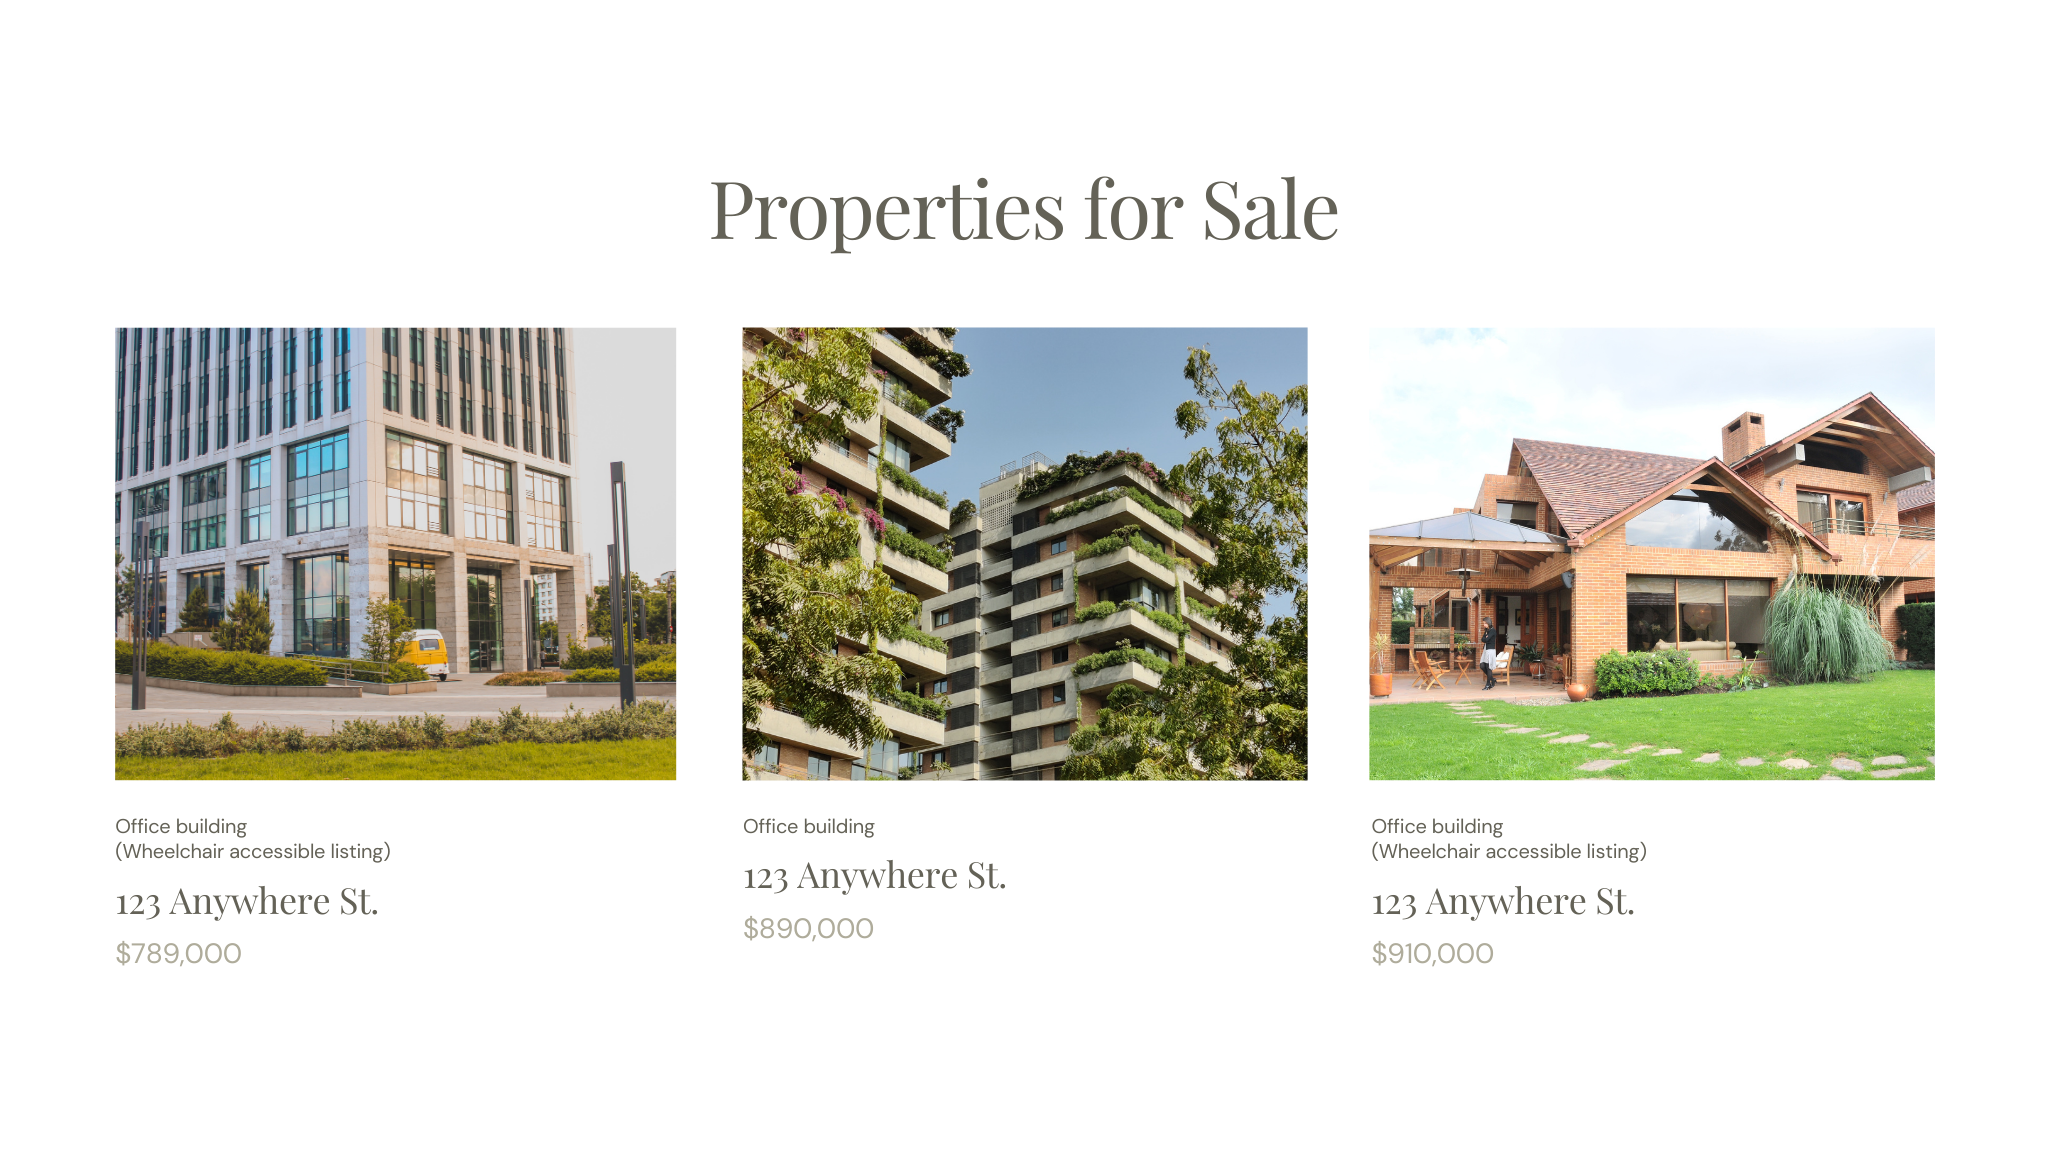 Properties for Sale
Office building
(Wheelchair accessible listing)
123 Anywhere St.
$789,000
Office building
123 Anywhere St.
$890,000
Office building
(Wheelchair accessible listing)
123 Anywhere St.
$910,000